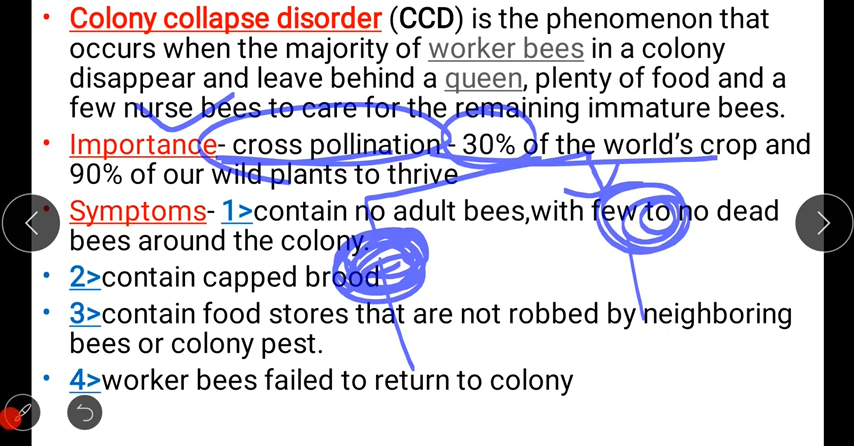 • Colony collapse disorder (CCD) is the phenomenon that
occurs when the majority of worker bees in a colony
disappear and leave behind a queen, plenty of food and a
few nurse bees to care for the remaining immature bees.
• Importance- cross pollination - 30% of the world's crop and
90% of our wild plants to thrive
• Symptoms- 1>contain no adult bees,with few to no dead
bees around the colony.
• 2>contain capped brood
• 3>contain food stores that are not robbed by neighboring
bees or colony pest.
• 4>worker bees failed to return to colony